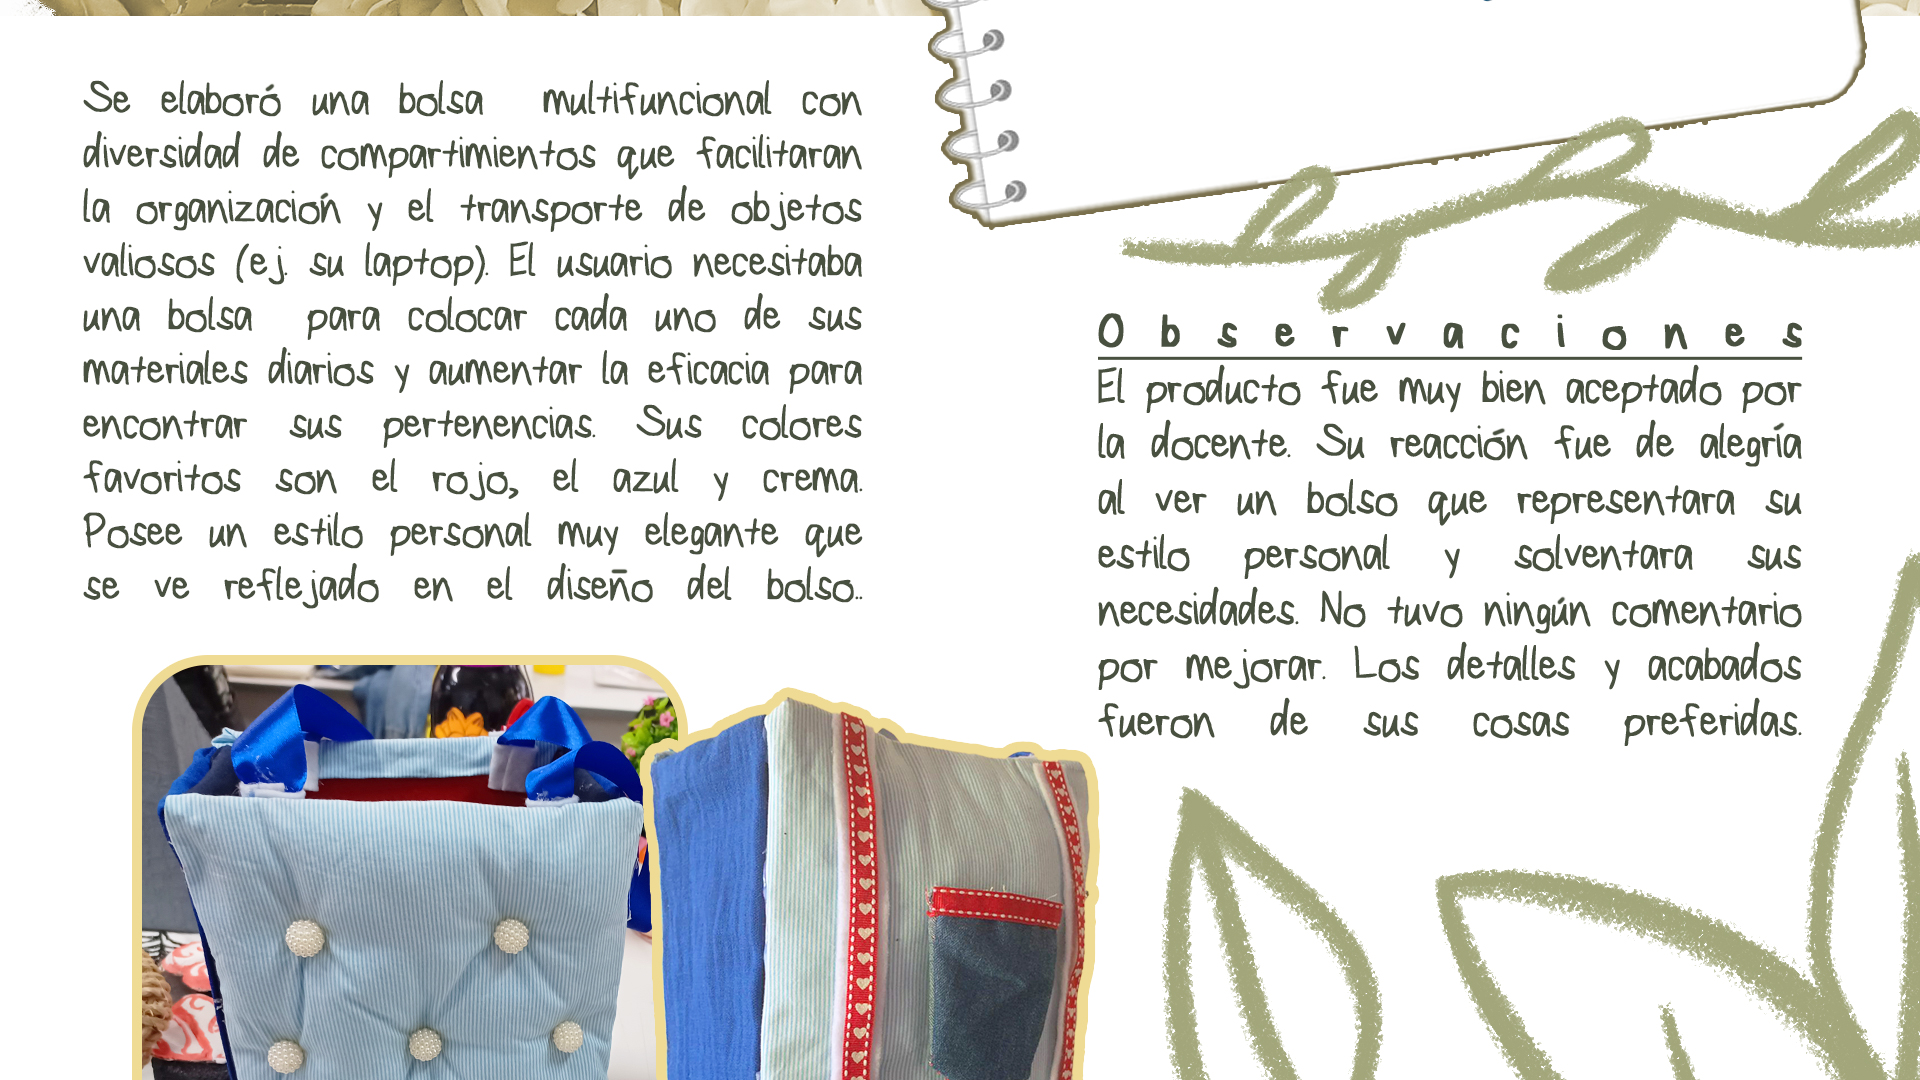 Se elaboró una bolsa multifuncional con
diversidad de compartimientos que facilitaran
la organización y el transporte de objetos
valiosos (ej. su laptop). El usuario necesitaba
una bolsa para colocar cada uno de sus
materiales diarios y aumentar la eficacia para
encontrar sus pertenencias. Sus colores
favoritos son el rojo, el azul y crema.
Posee un estilo personal muy elegante que
se ve reflejado en el diseño del bolso..
Observaciones
El producto fue muy bien aceptado por
la docente. Su reacción fue de alegría
al ver un bolso que representara su
estilo personal y solventara sus
necesidades. No tuvo ningún comentario
por mejorar. Los detalles y acabados
fueron de sus cosas preferidas.